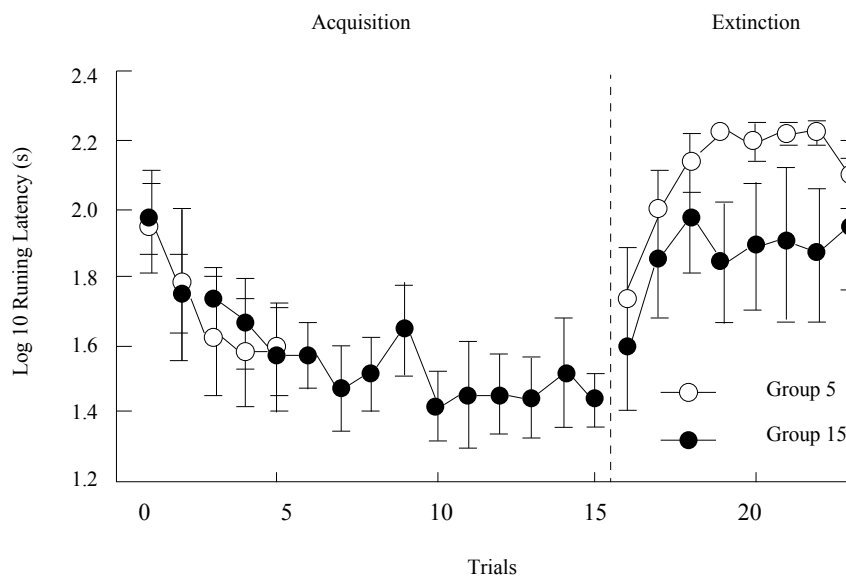 Acquisition
Extinction
2.4
2.2
2.0
1.8
1.6
1.4
1.2
Log 10 Runing Latency (s)
Group 5
Group 15
0
5
10
15
20
Trials